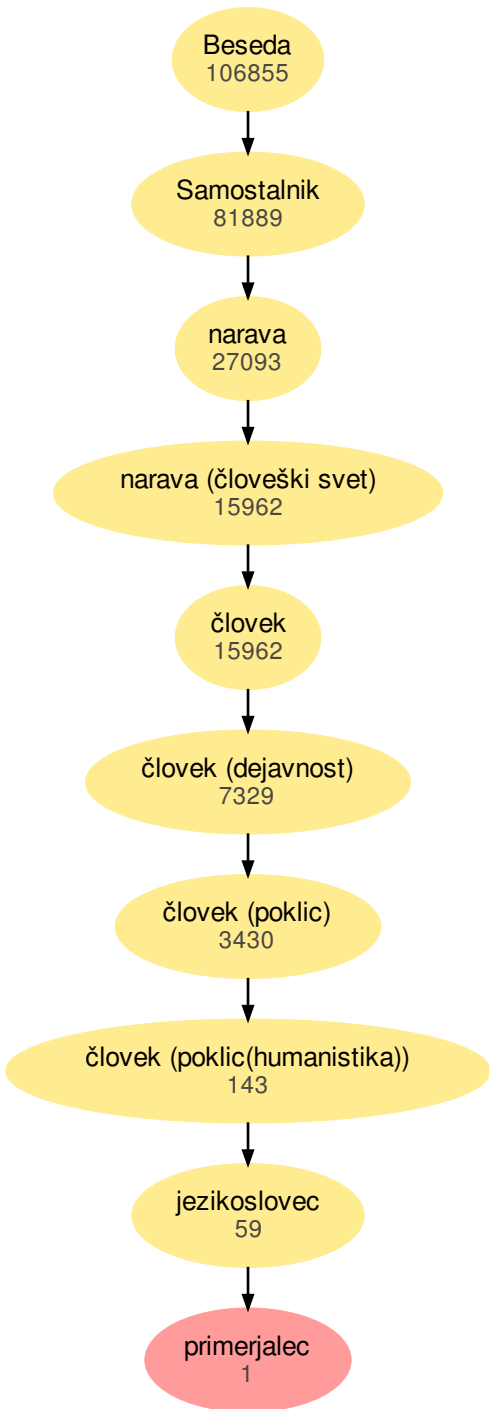 Beseda
106855
Samostalnik
81889
narava
27093
narava (človeški svet)
15962
človek
15962
človek (dejavnost)
7329
človek (poklic)
3430
človek (poklic(humanistika))
143
jezikoslovec
59
primerjalec
1